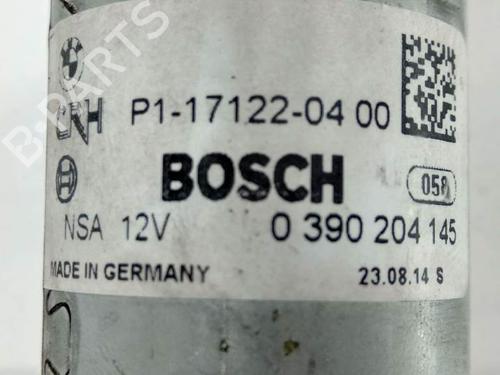 P1-17122-04 00
BOSCH
058
NSA 12V 0 390 204 145
MADE IN GERMANY 23.08.14 S
B-PARTS